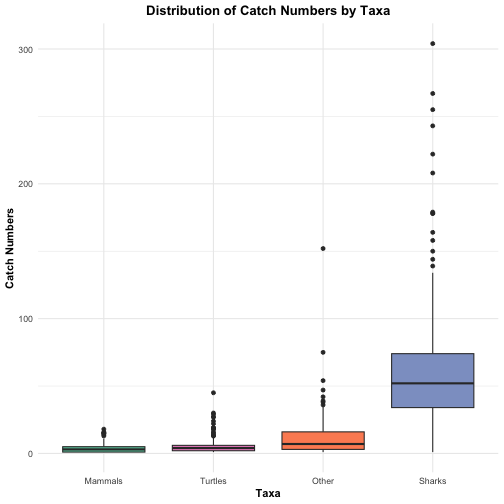 Distribution of Catch Numbers by Taxa
300
200
100
0
Catch Numbers
Mammals Turtles Other Sharks
Taxa